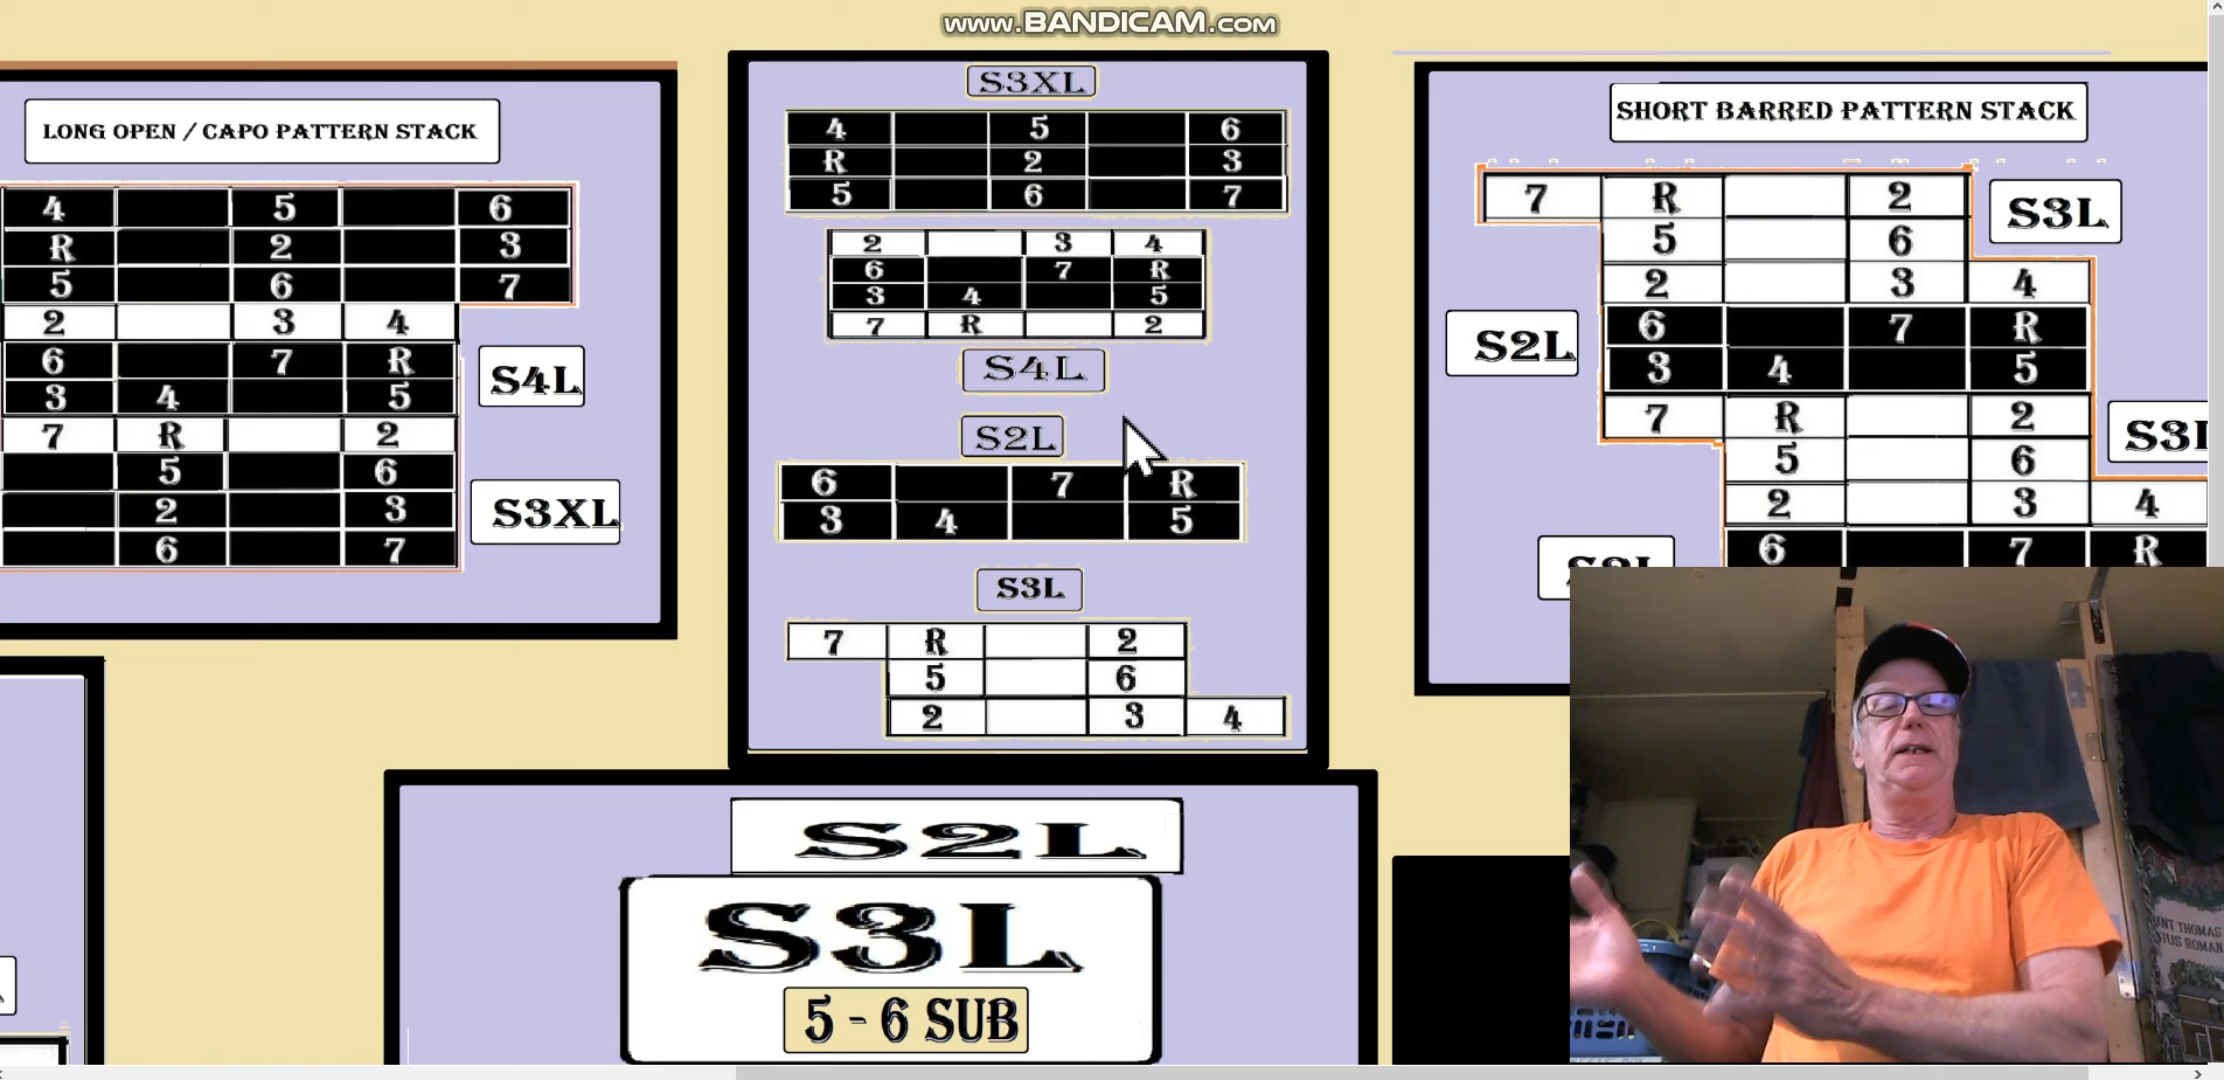 www.BANDICAM.com
LONG OPEN / CAPO PATTERN STACK
4 5 6
R 2 3
5 6 7
2 3 4
6 7 R
3 4 5
7 R 2
5 6
2 3
6 7
S4L
S3XL
S3XL
4 5 6
R 2 3
5 6 7
2 3 4
6 7 R
3 4 5
7 R 2
S4L
S2L
6 7 R
3 4 5
S3L
7 R 2
5 6
2 3 4
SHORT BARRED PATTERN STACK
7 R 2
5 6
2 3 4
6 7 R
3 4 5
7 R 2
5 6
2 3 4
6 7 R
S3L
S2L
S2L
S3L
5 - 6 SUB